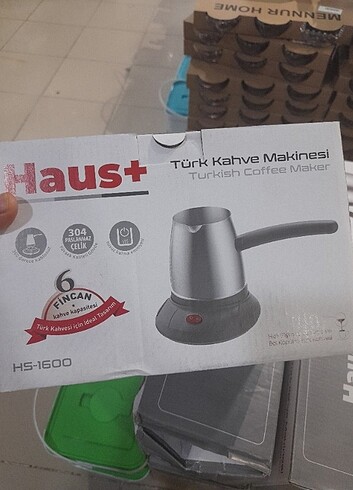 MENNUR HOME
Haus+
Türk Kahve Makinesi
Turkish Coffee Maker
304
PASLANMAZ
ÇELİK
6
FİNCAN
kahve kapasitesi
Türk Kahvesi için İdeal Tasarım
HS-1600
Hau